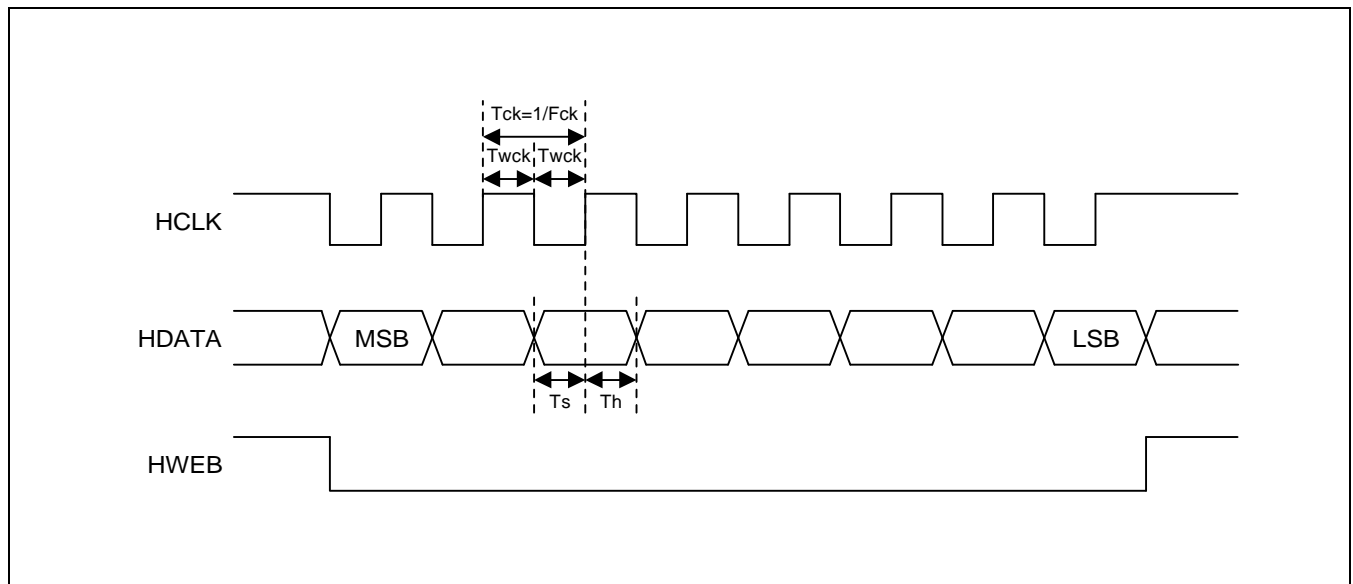 Tck=1/Fck
Twck Twck
HCLK
HDATA MSB LSB
Ts Th
HWEB